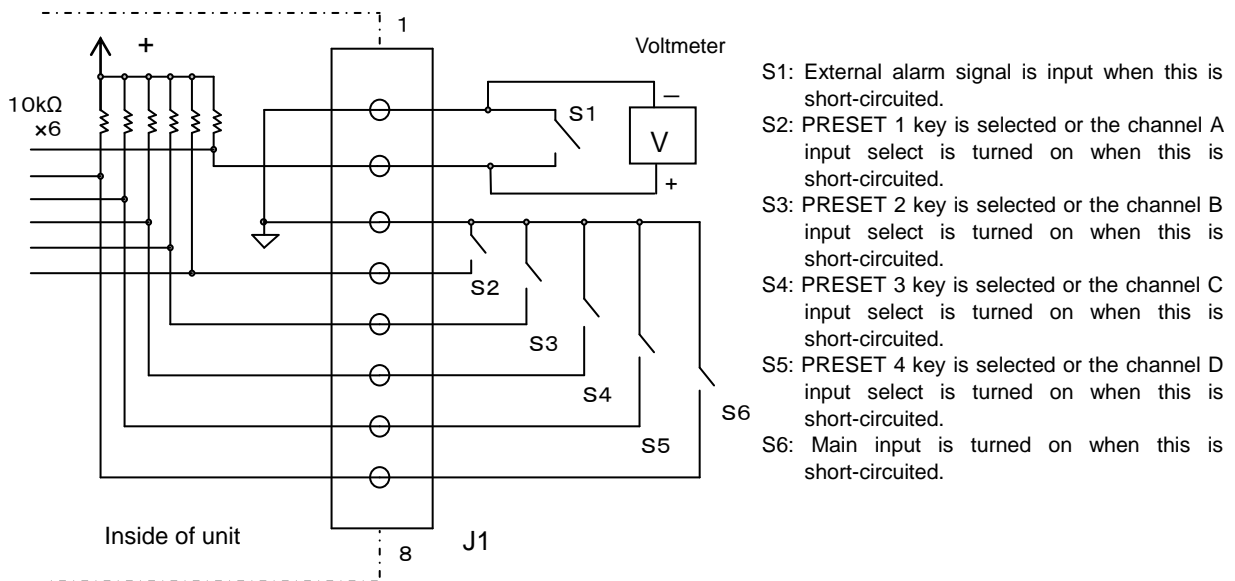 1
+
Voltmeter
10kΩ
×6
S1
−
V
+
S2
S3
S4
S5
S6
Inside of unit
8
J1
S1: External alarm signal is input when this is
short-circuited.
S2: PRESET 1 key is selected or the channel A
input select is turned on when this is
short-circuited.
S3: PRESET 2 key is selected or the channel B
input select is turned on when this is
short-circuited.
S4: PRESET 3 key is selected or the channel C
input select is turned on when this is
short-circuited.
S5: PRESET 4 key is selected or the channel D
input select is turned on when this is
short-circuited.
S6: Main input is turned on when this is
short-circuited.